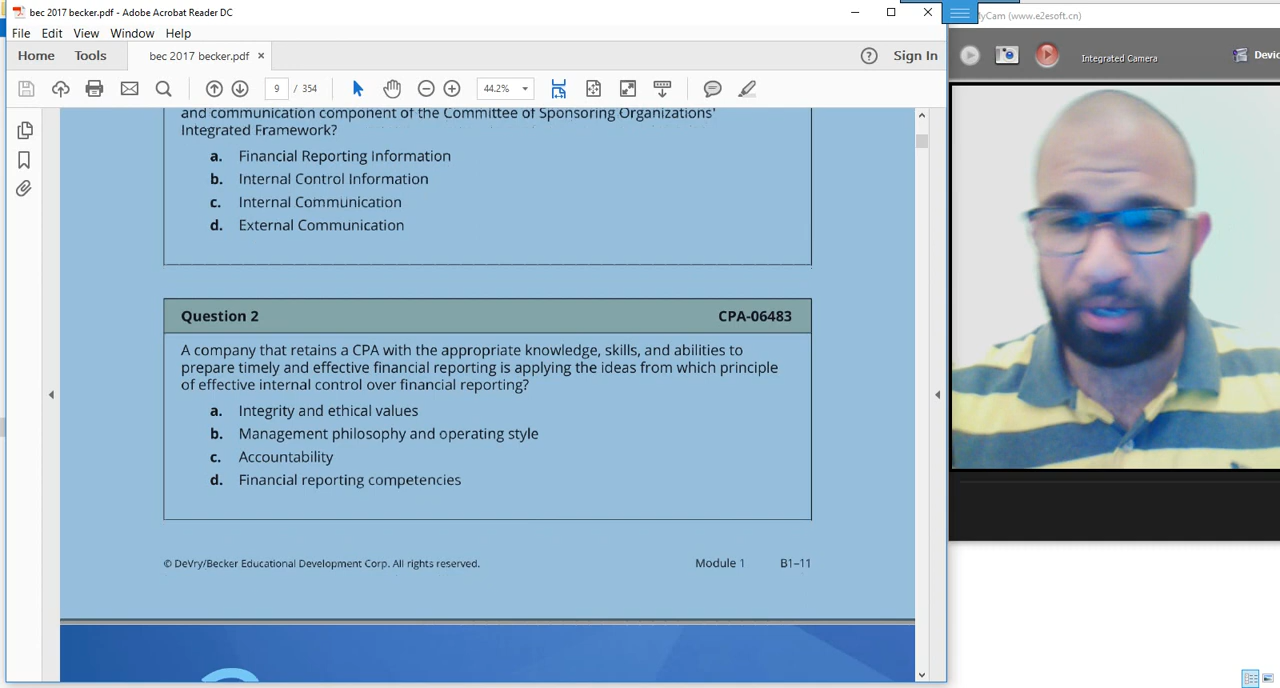 bec 2017 becker.pdf - Adobe Acrobat Reader DC
File Edit View Window Help
Home Tools bec 2017 becker.pdf × Sign In
9 / 354 44.2%
and communication component of the Committee of Sponsoring Organizations'
Integrated Framework?
a. Financial Reporting Information
b. Internal Control Information
c. Internal Communication
d. External Communication
Question 2 CPA-06483
A company that retains a CPA with the appropriate knowledge, skills, and abilities to
prepare timely and effective financial reporting is applying the ideas from which principle
of effective internal control over financial reporting?
a. Integrity and ethical values
b. Management philosophy and operating style
c. Accountability
d. Financial reporting competencies
© DeVry/Becker Educational Development Corp. All rights reserved. Module 1 B1–11
yCam (www.e2esoft.cn)
Integrated Camera Devic